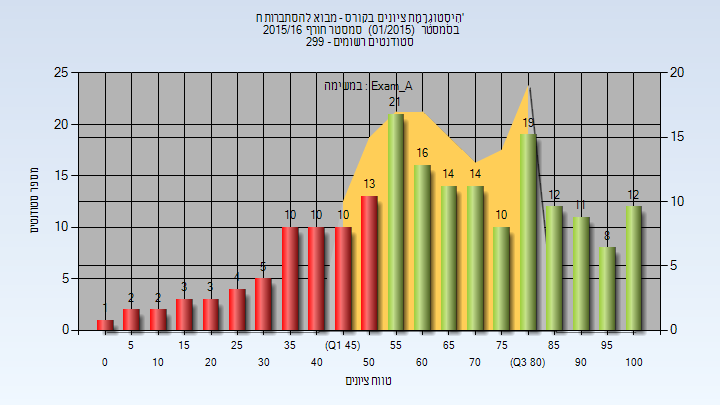 היסטוגרמת ציונים בקורס - מבוא להסתברות ח'
בסמסטר (01/2015) סמסטר חורף 2015/16
סטודנטים רשומים - 299
במשימה : Exam_A
מספר סטודנטים
25 20 15 10 5 0
20 15 10 5 0
1 2 2 3 3 4 5 10 10 10 13 21 16 14 14 10 19 12 11 8 12
5 15 25 35 (Q1 45) 55 65 75 85 95
0 10 20 30 40 50 60 70 (Q3 80) 90 100
טווח ציונים